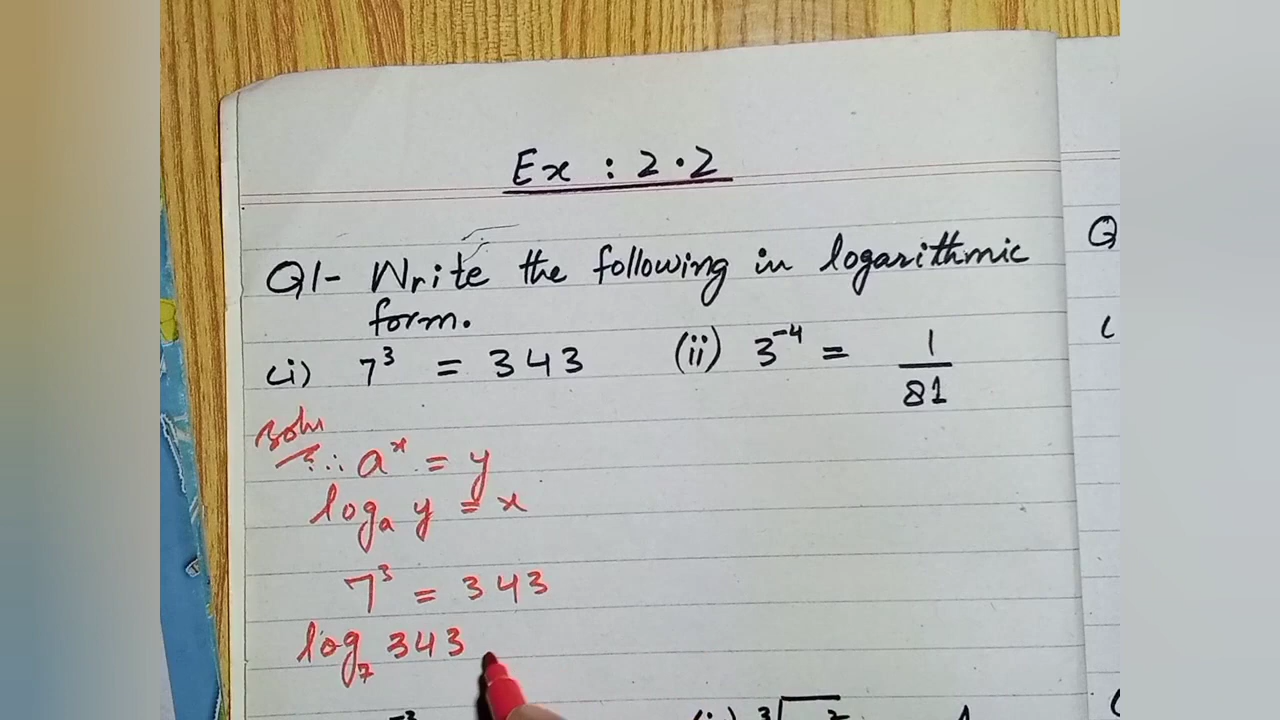 Ex : 2.2
Q1- Write the following in logarithmic
form.
(i) 7³ = 343 (ii) 3⁻⁴ = 1/81
Soln
∵ aˣ = y
logₐ y = x
7³ = 343
log₇ 343
Q
(